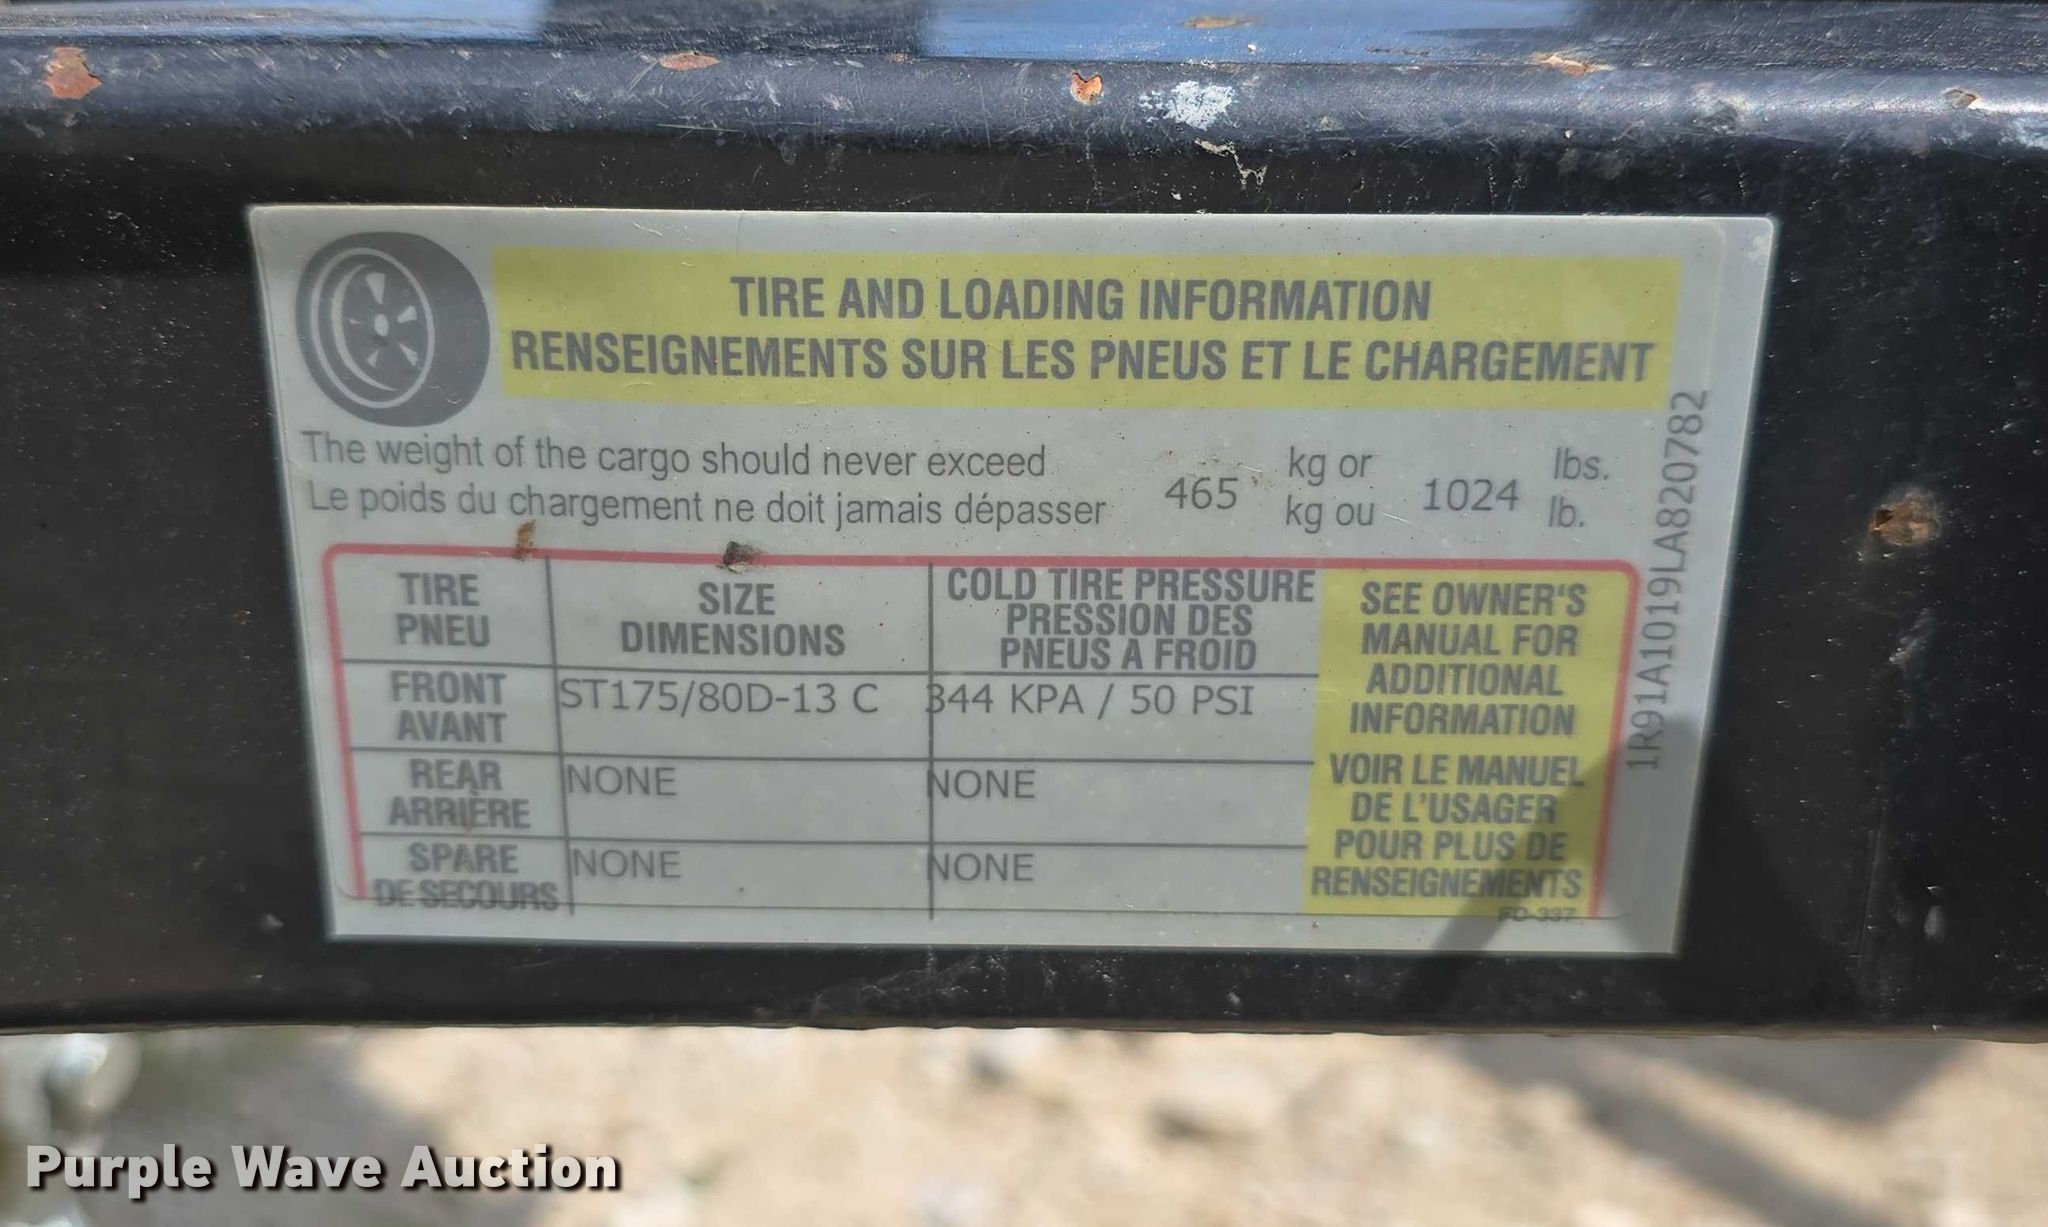 TIRE AND LOADING INFORMATION
RENSEIGNEMENTS SUR LES PNEUS ET LE CHARGEMENT
The weight of the cargo should never exceed 465 kg or 1024 lbs.
Le poids du chargement ne doit jamais dépasser kg ou lb.
TIRE
PNEU
SIZE
DIMENSIONS
COLD TIRE PRESSURE
PRESSION DES
PNEUS A FROID
FRONT
AVANT
ST175/80D-13 C
344 KPA / 50 PSI
REAR
ARRIÈRE
NONE
NONE
SPARE
DE SECOURS
NONE
NONE
SEE OWNER'S
MANUAL FOR
ADDITIONAL
INFORMATION
VOIR LE MANUEL
DE L'USAGER
POUR PLUS DE
RENSEIGNEMENTS
FD-337
1R91A1019LA820782
Purple Wave Auction